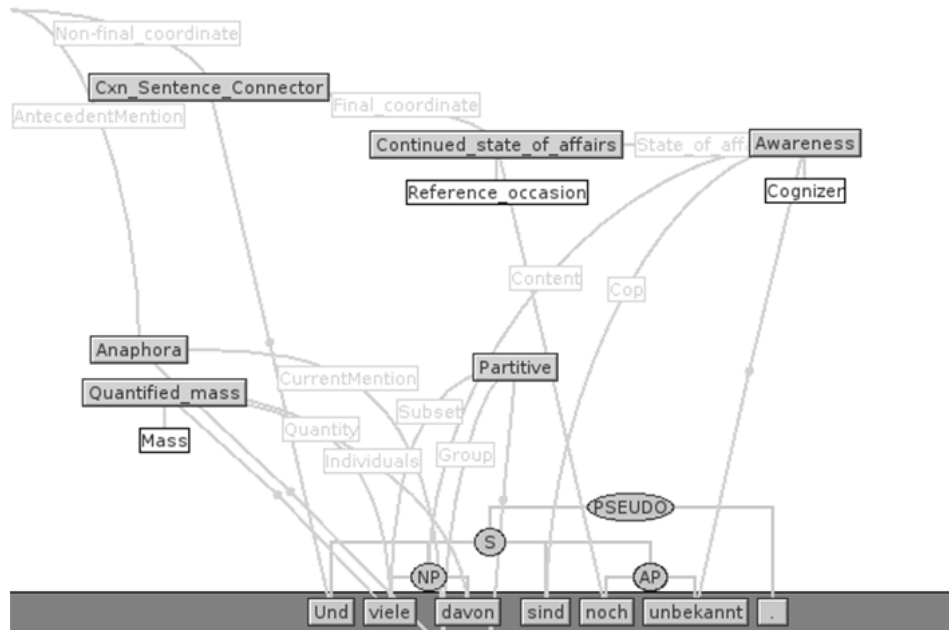 Non-final_coordinate
Cxn_Sentence_Connector
Final_coordinate
AntecedentMention
Continued_state_of_affairs
State_of_aff
Awareness
Reference_occasion
Cognizer
Content
Cop
Anaphora
Partitive
CurrentMention
Quantified_mass
Subset
Quantity
Mass
Individuals
Group
PSEUDO
S
NP
AP
Und viele davon sind noch unbekannt .